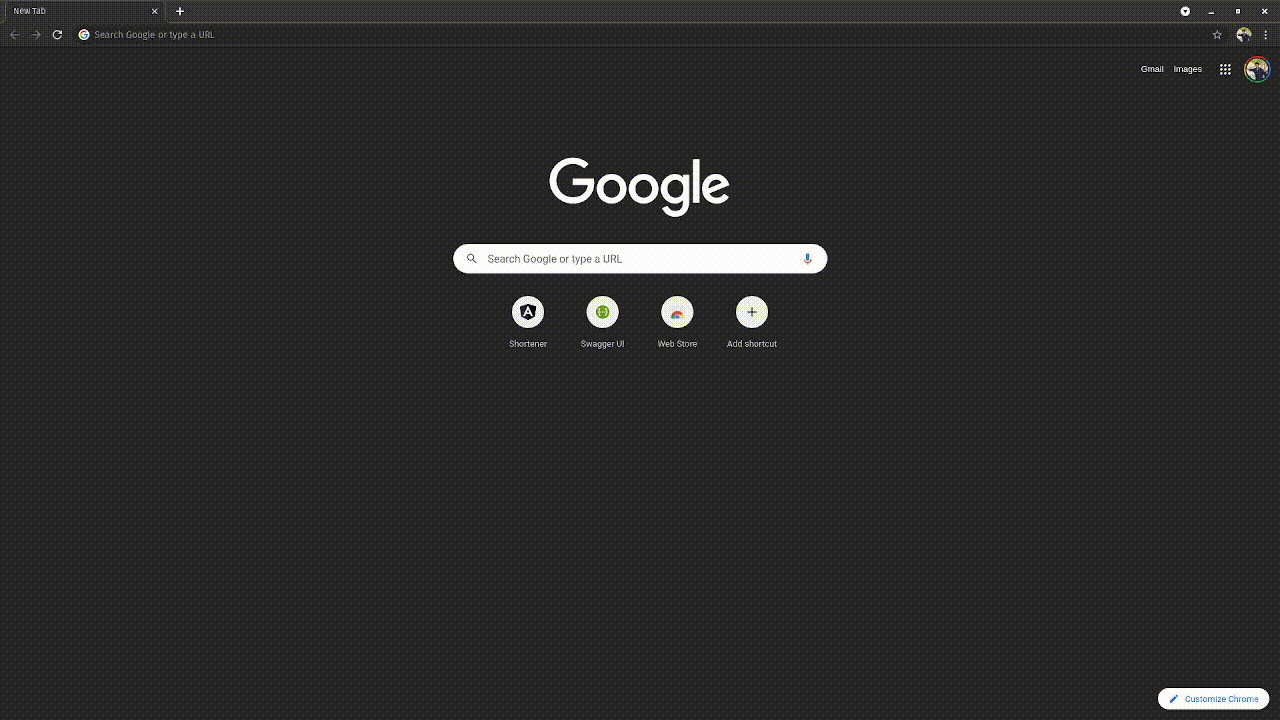 New Tab
Search Google or type a URL
Gmail Images
Google
Search Google or type a URL
Shortener Swagger UI Web Store Add shortcut
Customize Chrome